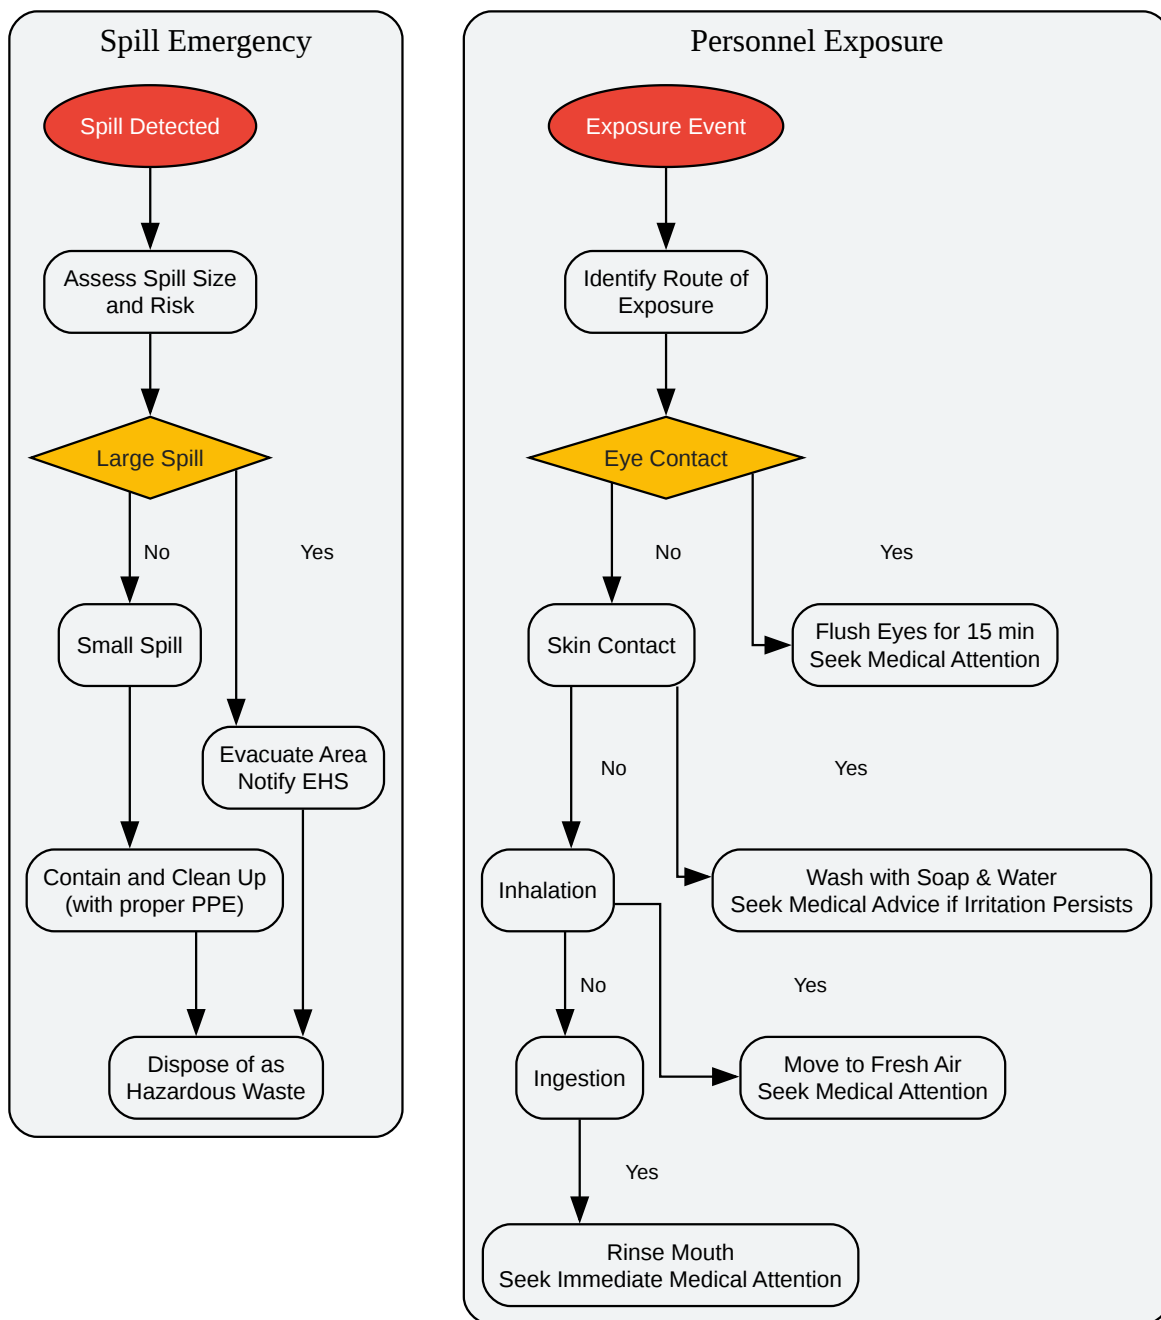 Spill Emergency
Spill Detected
Assess Spill Size
and Risk
Large Spill
No
Yes
Small Spill
Evacuate Area
Notify EHS
Contain and Clean Up
(with proper PPE)
Dispose of as
Hazardous Waste
Personnel Exposure
Exposure Event
Identify Route of
Exposure
Eye Contact
No
Yes
Skin Contact
Flush Eyes for 15 min
Seek Medical Attention
No
Yes
Inhalation
Wash with Soap & Water
Seek Medical Advice if Irritation Persists
No
Yes
Ingestion
Move to Fresh Air
Seek Medical Attention
Yes
Rinse Mouth
Seek Immediate Medical Attention